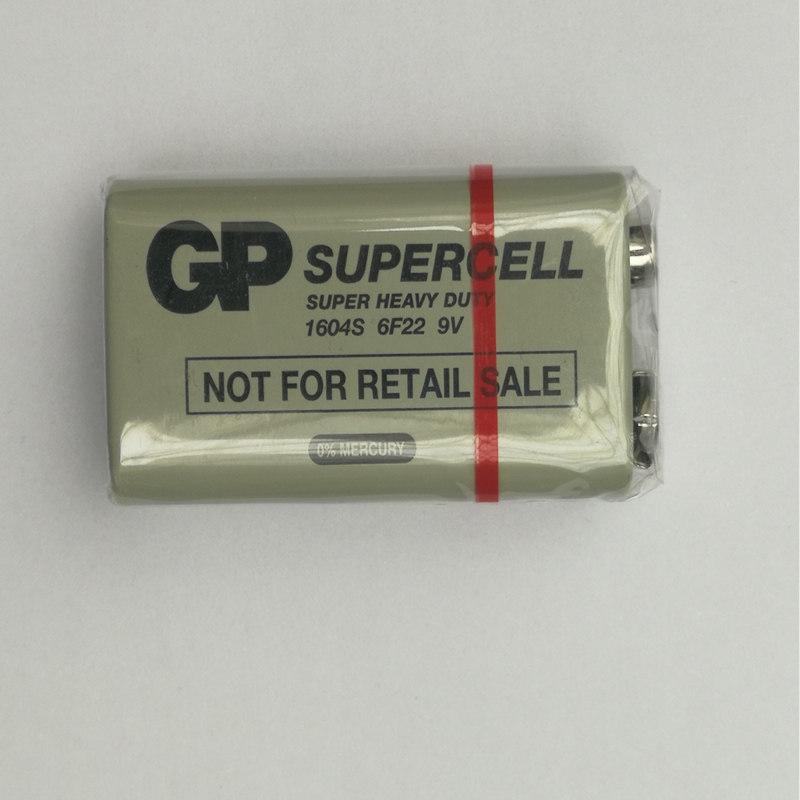 GP SUPERCELL
SUPER HEAVY DUTY
1604S 6F22 9V
NOT FOR RETAIL SALE
0% MERCURY